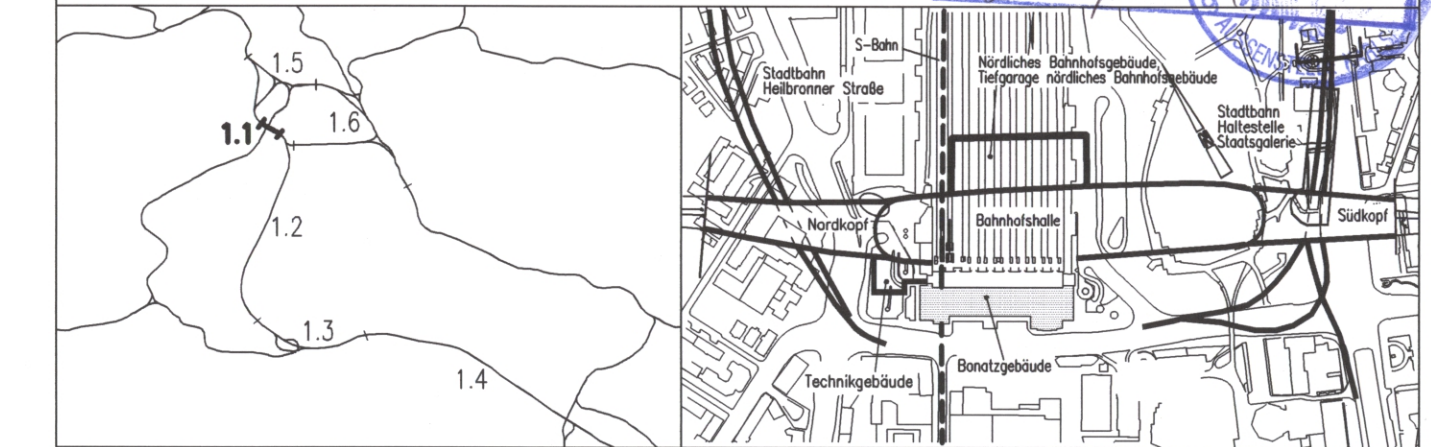 1.5
1.1
1.6
1.2
1.3
1.4
S-Bahn
Nördliches Bahnhofsgebäude,
Tiefgarage nördliches Bahnhofsgebäude
Stadtbahn
Heilbronner Straße
Stadtbahn
Haltestelle
Staatsgalerie
Nordkopf
Bahnhofshalle
Südkopf
Technikgebäude
Bonatzgebäude